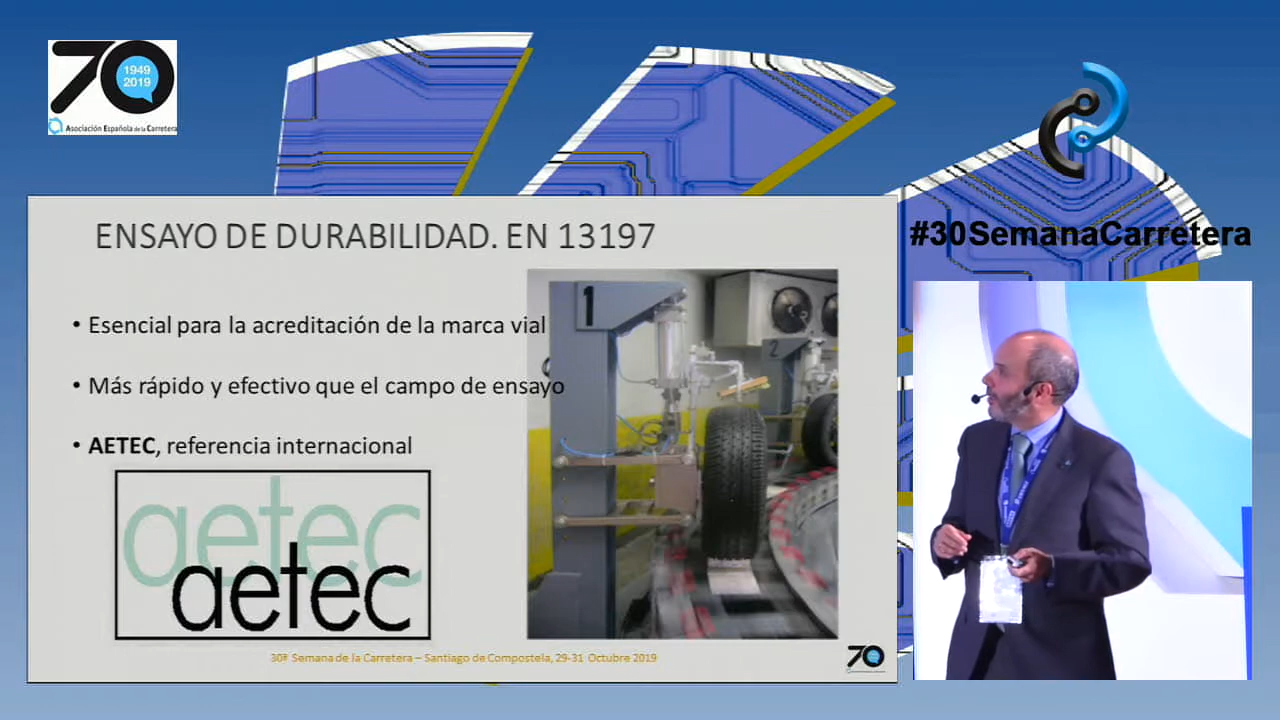 70
1949
2019
Asociación Española de la Carretera
#30SemanaCarretera
ENSAYO DE DURABILIDAD. EN 13197
• Esencial para la acreditación de la marca vial
• Más rápido y efectivo que el campo de ensayo
• AETEC, referencia internacional
aetec
aetec
1
2
30ª Semana de la Carretera – Santiago de Compostela, 29-31 Octubre 2019
70